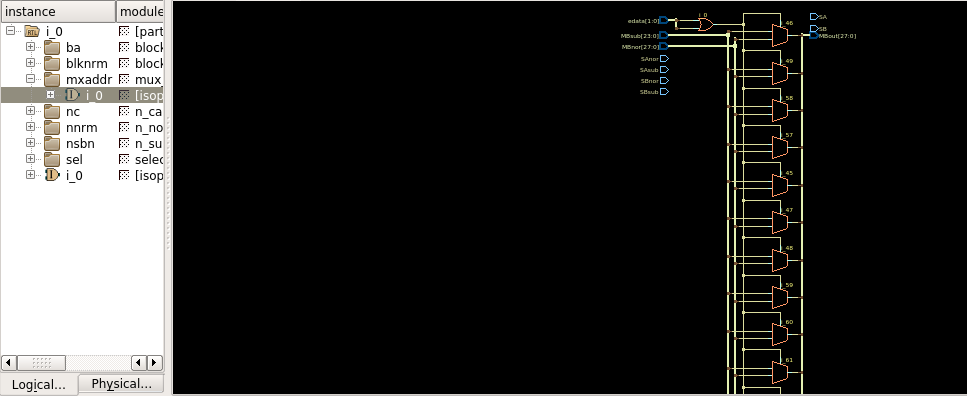 instance module
i_0 [part
ba block
blknrm block
mxaddr mux_
i_0 [isop
nc n_ca
nnrm n_no
nsbn n_su
sel selec
i_0 [isop
Logical... Physical...
edata[1:0]
MBsub[23:0]
MBnor[27:0]
SAnor
SAsub
SBnor
SBsub
i_0
46
SA
SB
MBout[27:0]
49
58
57
45
47
48
59
60
61